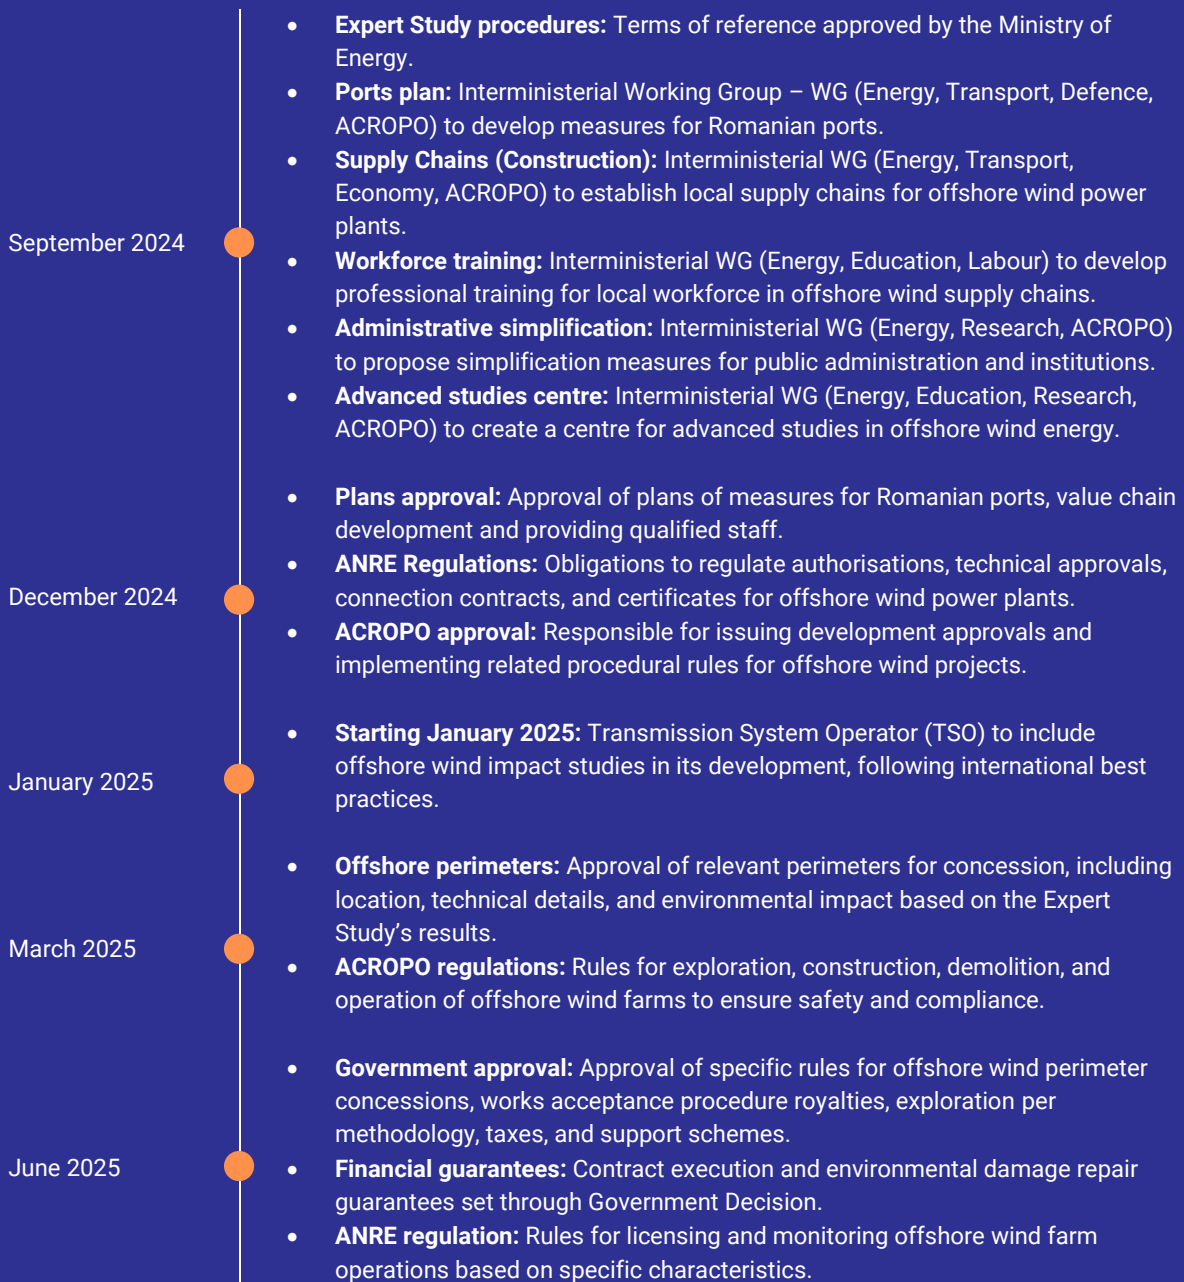 • Expert Study procedures: Terms of reference approved by the Ministry of
Energy.
• Ports plan: Interministerial Working Group – WG (Energy, Transport, Defence,
ACROPO) to develop measures for Romanian ports.
• Supply Chains (Construction): Interministerial WG (Energy, Transport,
Economy, ACROPO) to establish local supply chains for offshore wind power
plants.
September 2024
• Workforce training: Interministerial WG (Energy, Education, Labour) to develop
professional training for local workforce in offshore wind supply chains.
• Administrative simplification: Interministerial WG (Energy, Research, ACROPO)
to propose simplification measures for public administration and institutions.
• Advanced studies centre: Interministerial WG (Energy, Education, Research,
ACROPO) to create a centre for advanced studies in offshore wind energy.
• Plans approval: Approval of plans of measures for Romanian ports, value chain
development and providing qualified staff.
• ANRE Regulations: Obligations to regulate authorisations, technical approvals,
December 2024
connection contracts, and certificates for offshore wind power plants.
• ACROPO approval: Responsible for issuing development approvals and
implementing related procedural rules for offshore wind projects.
• Starting January 2025: Transmission System Operator (TSO) to include
offshore wind impact studies in its development, following international best
January 2025
practices.
• Offshore perimeters: Approval of relevant perimeters for concession, including
location, technical details, and environmental impact based on the Expert
Study’s results.
March 2025
• ACROPO regulations: Rules for exploration, construction, demolition, and
operation of offshore wind farms to ensure safety and compliance.
• Government approval: Approval of specific rules for offshore wind perimeter
concessions, works acceptance procedure royalties, exploration per
methodology, taxes, and support schemes.
June 2025
• Financial guarantees: Contract execution and environmental damage repair
guarantees set through Government Decision.
• ANRE regulation: Rules for licensing and monitoring offshore wind farm
operations based on specific characteristics.